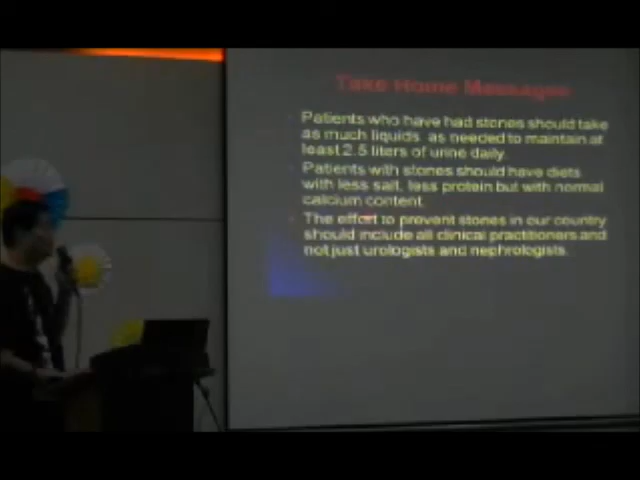 Take Home Messages
Patients who have had stones should take
as much liquids as needed to maintain at
least 2.5 liters of urine daily.
Patients with stones should have diets
with less salt, less protein but with normal
calcium content.
The effort to prevent stones in our country
should include all clinical practitioners and
not just urologists and nephrologists.